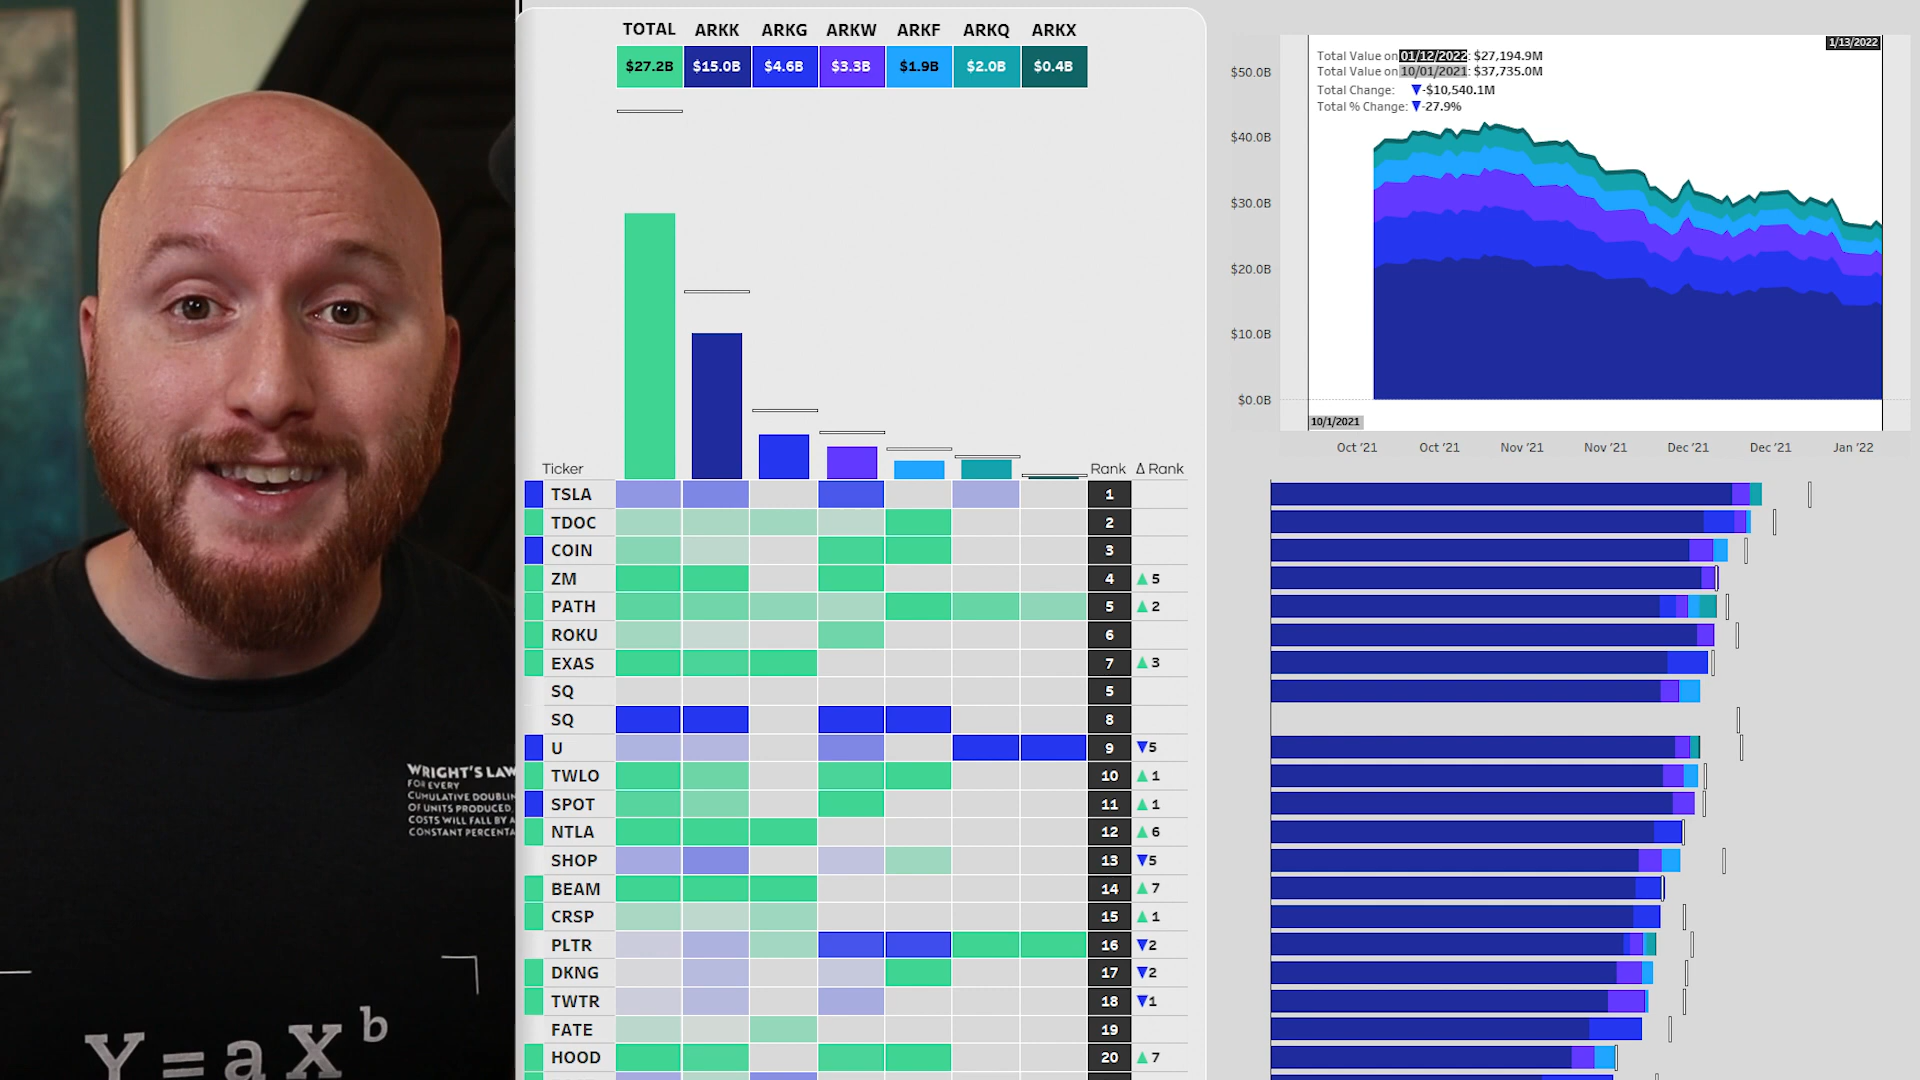 TOTAL ARKK ARKG ARKW ARKF ARKQ ARKX
$27.2B $15.0B $4.6B $3.3B $1.9B $2.0B $0.4B
Ticker Rank Δ Rank
TSLA 1
TDOC 2
COIN 3
ZM 4 ▲5
PATH 5 ▲2
ROKU 6
EXAS 7 ▲3
SQ 5
SQ 8
U 9 ▼5
TWLO 10 ▲1
SPOT 11 ▲1
NTLA 12 ▲6
SHOP 13 ▼5
BEAM 14 ▲7
CRSP 15 ▲1
PLTR 16 ▼2
DKNG 17 ▼2
TWTR 18 ▼1
FATE 19
HOOD 20 ▲7
1/13/2022
Total Value on 01/12/2022: $27,194.9M
Total Value on 10/01/2021: $37,735.0M
Total Change: ▼-$10,540.1M
Total % Change: ▼-27.9%
$50.0B
$40.0B
$30.0B
$20.0B
$10.0B
$0.0B
10/1/2021
Oct '21 Oct '21 Nov '21 Nov '21 Dec '21 Dec '21 Jan '22
WRIGHT'S LAW
FOR EVERY
CUMULATIVE
OF UNITS PRODUCED
COSTS WILL FALL BY A
CONSTANT
Y = aX^b